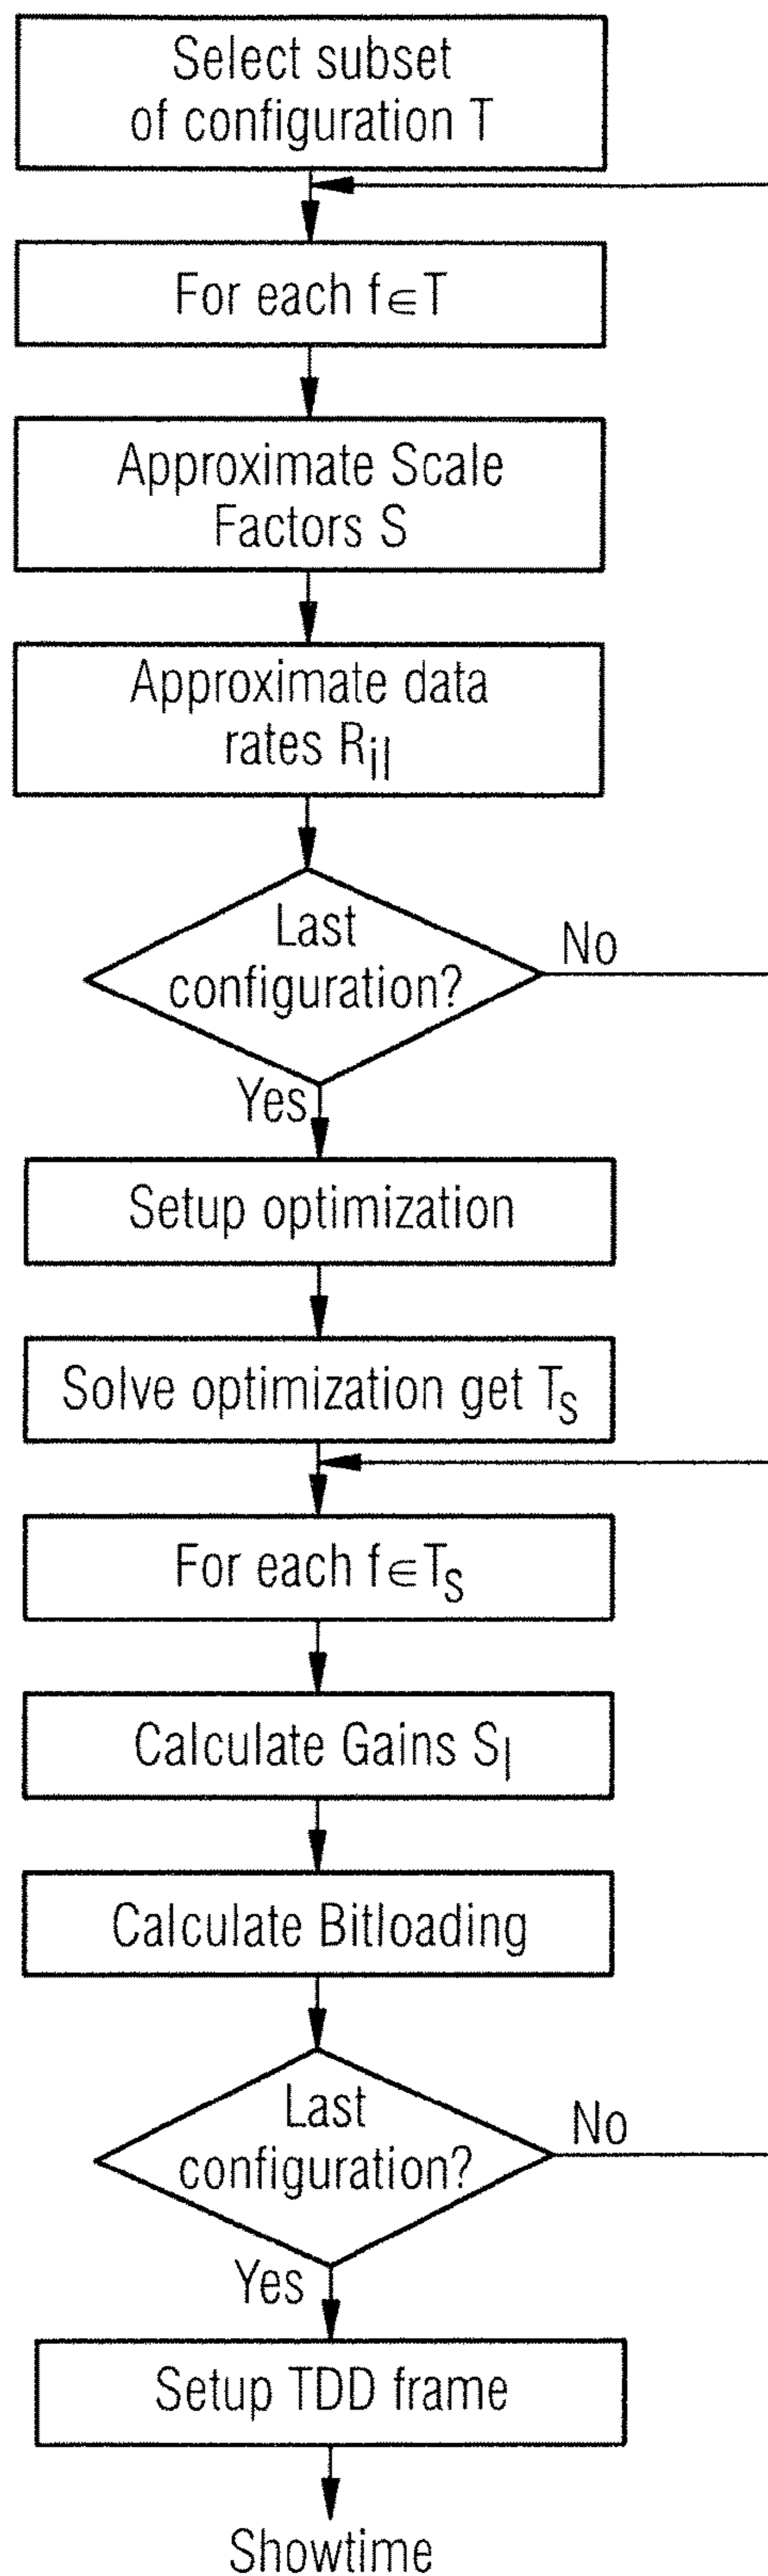 Select subset
of configuration T
For each f∈T
Approximate Scale
Factors S
Approximate data
rates Ril
Last
configuration?
No
Yes
Setup optimization
Solve optimization get Ts
For each f∈Ts
Calculate Gains Sl
Calculate Bitloading
Last
configuration?
No
Yes
Setup TDD frame
Showtime